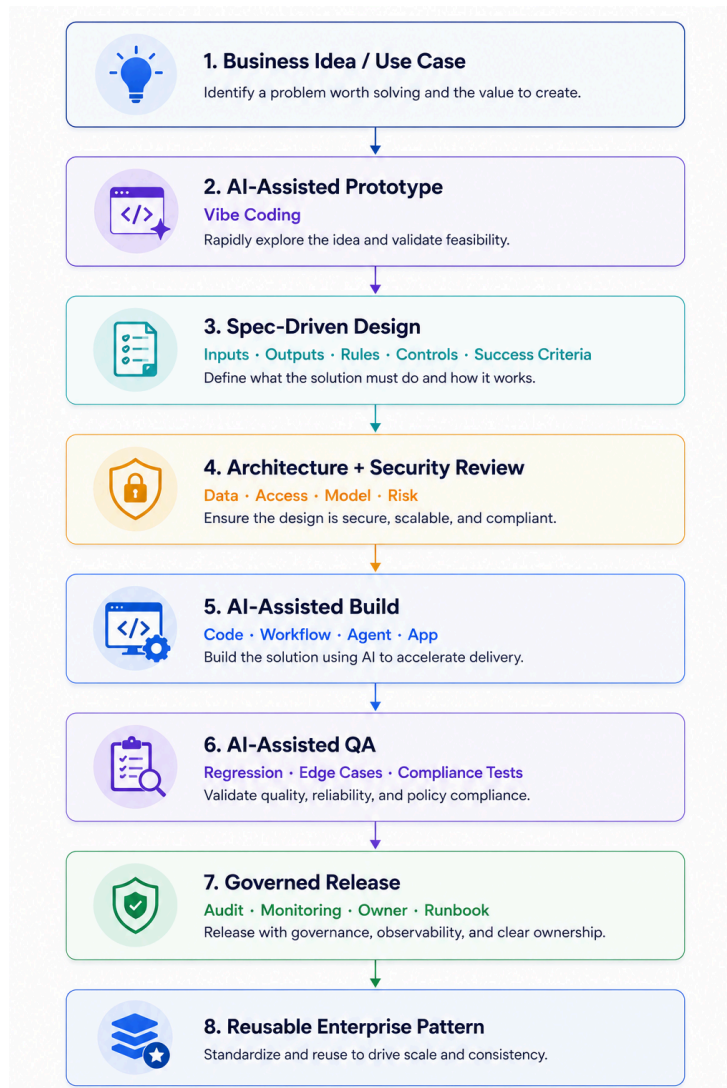 1. Business Idea / Use Case
Identify a problem worth solving and the value to create.
2. AI-Assisted Prototype
Vibe Coding
Rapidly explore the idea and validate feasibility.
3. Spec-Driven Design
Inputs · Outputs · Rules · Controls · Success Criteria
Define what the solution must do and how it works.
4. Architecture + Security Review
Data · Access · Model · Risk
Ensure the design is secure, scalable, and compliant.
5. AI-Assisted Build
Code · Workflow · Agent · App
Build the solution using AI to accelerate delivery.
6. AI-Assisted QA
Regression · Edge Cases · Compliance Tests
Validate quality, reliability, and policy compliance.
7. Governed Release
Audit · Monitoring · Owner · Runbook
Release with governance, observability, and clear ownership.
8. Reusable Enterprise Pattern
Standardize and reuse to drive scale and consistency.